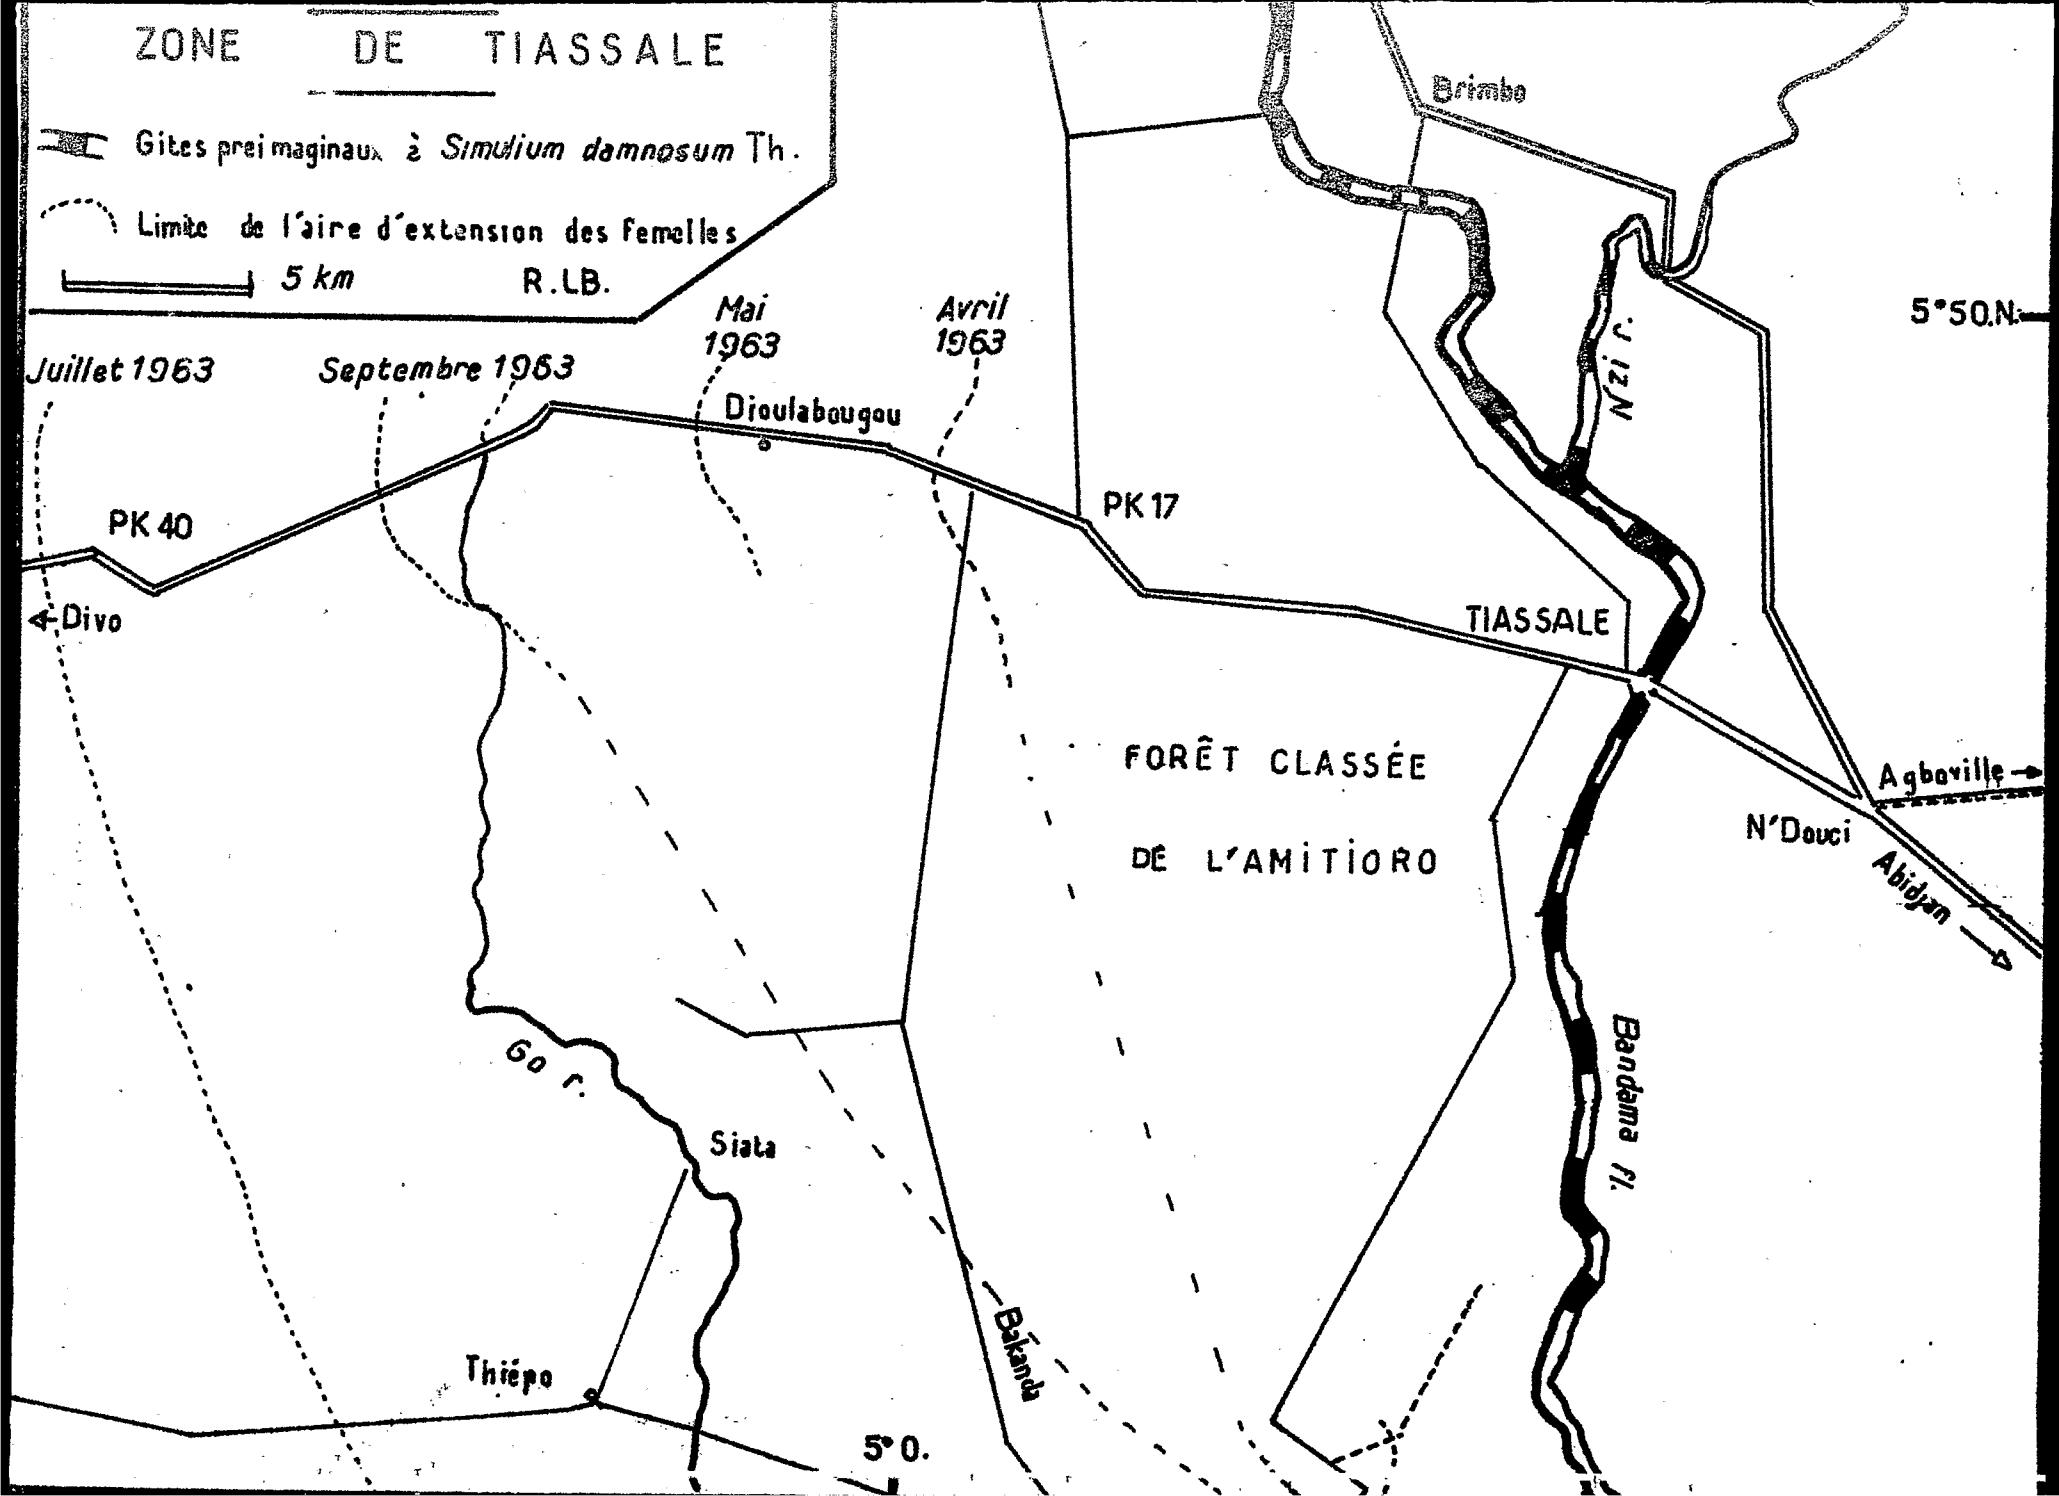 ZONE DE TIASSALE
Gites preimaginaux à Simulium damnosum Th.
Limite de l'aire d'extension des femelles
5 km R.LB.
Juillet 1963
Septembre 1963
Mai
1963
Avril
1963
Brimbo
5°50.N.
N'zi r.
Djoulabougou
PK 40
PK 17
Divo
TIASSALE
FORÊT CLASSÉE
DE L'AMITIORO
Agboville
N'Douci
Abidjan
Bandama fl.
Go r.
Siata
Bakanda
Thiépo
5°O.